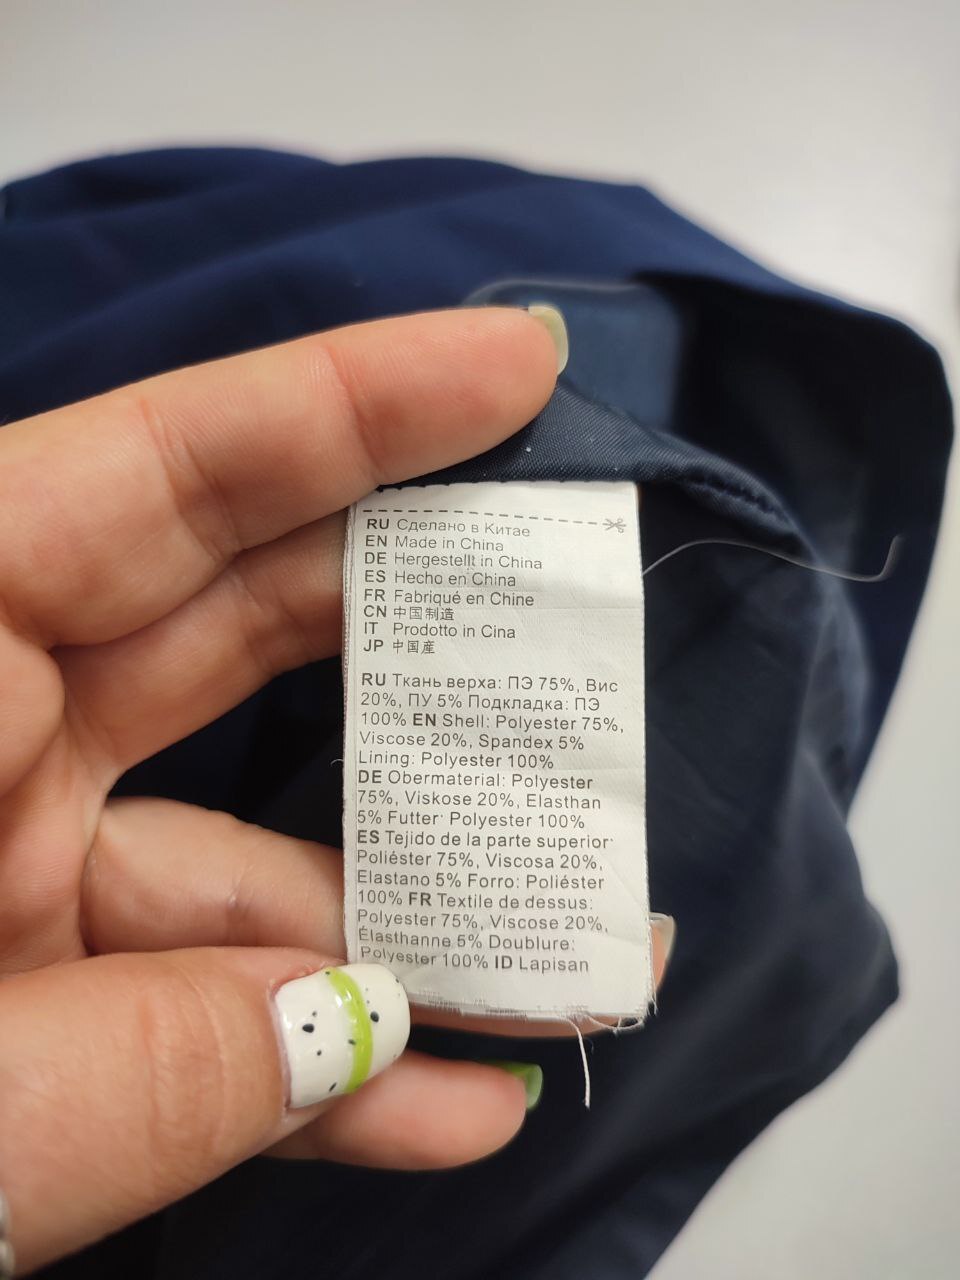 RU Сделано в Китае
EN Made in China
DE Hergestellt in China
ES Hecho en China
FR Fabriqué en Chine
CN 中国制造
IT Prodotto in Cina
JP 中国産
RU Ткань верха: ПЭ 75%, Вис
20%, ПУ 5% Подкладка: ПЭ
100% EN Shell: Polyester 75%,
Viscose 20%, Spandex 5%
Lining: Polyester 100%
DE Obermaterial: Polyester
75%, Viskose 20%, Elasthan
5% Futter: Polyester 100%
ES Tejido de la parte superior:
Poliéster 75%, Viscosa 20%,
Elastano 5% Forro: Poliéster
100% FR Textile de dessus:
Polyester 75%, Viscose 20%,
Élasthanne 5% Doublure:
Polyester 100% ID Lapisan